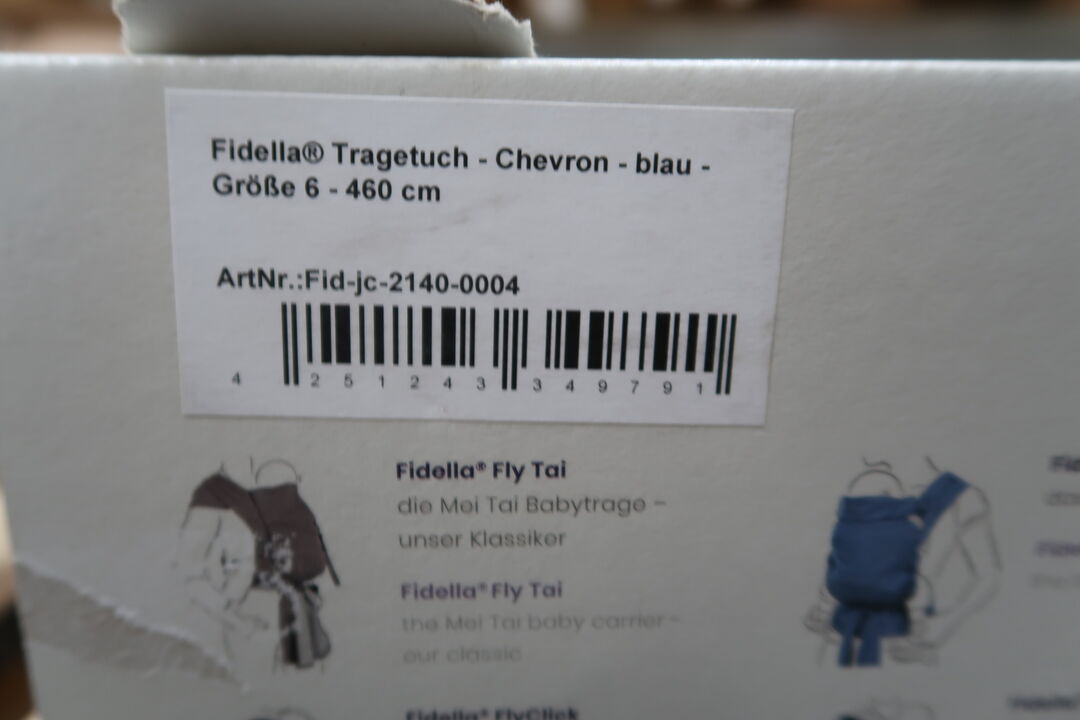 Fidella® Tragetuch - Chevron - blau -
Größe 6 - 460 cm
ArtNr.:Fid-jc-2140-0004
4 251243 349791
Fidella® Fly Tai
die Mei Tai Babytrage –
unser Klassiker
Fidella® Fly Tai
the Mei Tai baby carrier –
our classic
Fidella® FlyClick